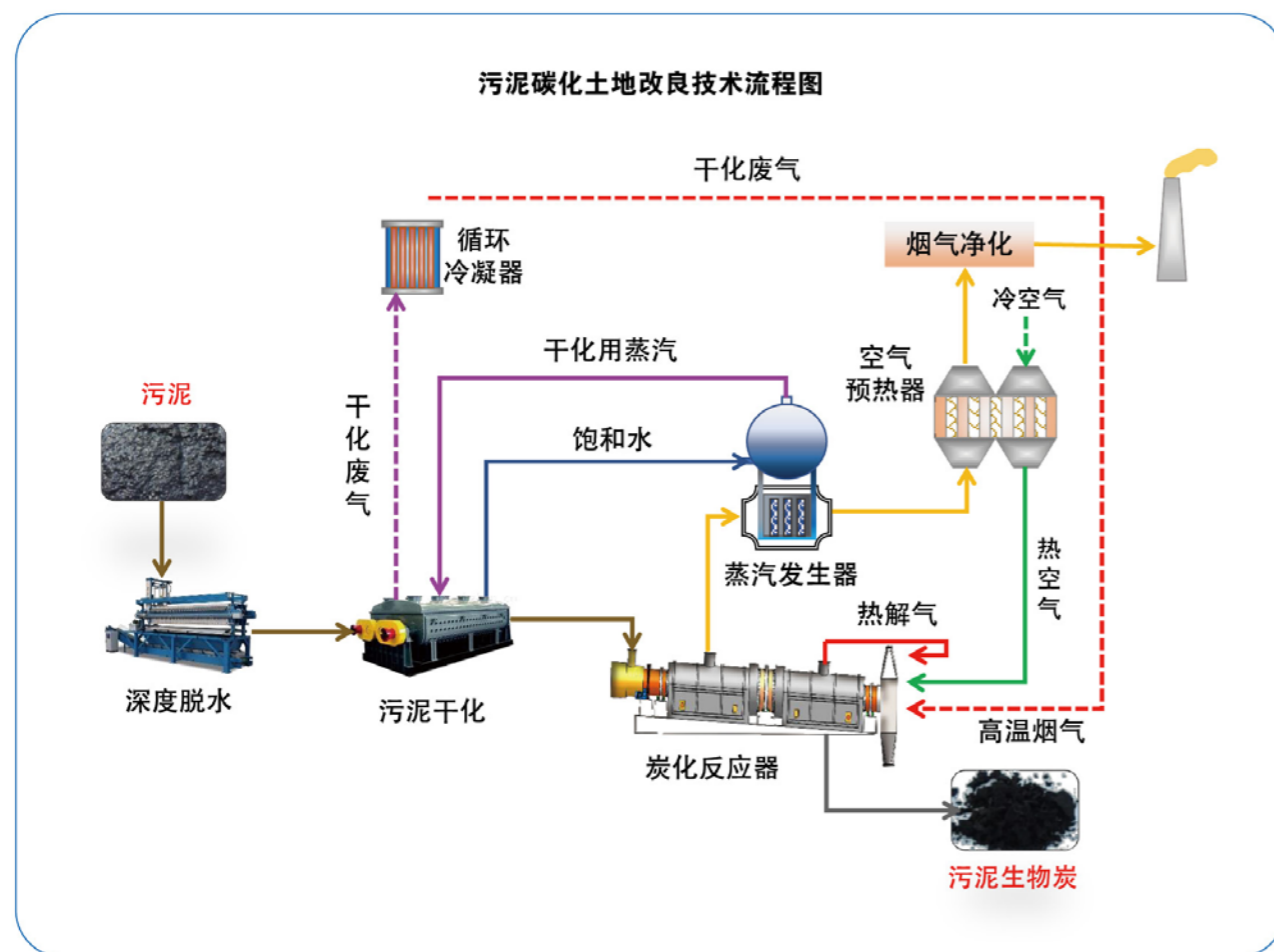 污泥碳化土地改良技术流程图
干化废气
循环
冷凝器
烟气净化
冷空气
干化用蒸汽
空气
预热器
污泥
干化废气
饱和水
蒸汽发生器
热空气
热解气
深度脱水
污泥干化
炭化反应器
高温烟气
污泥生物炭